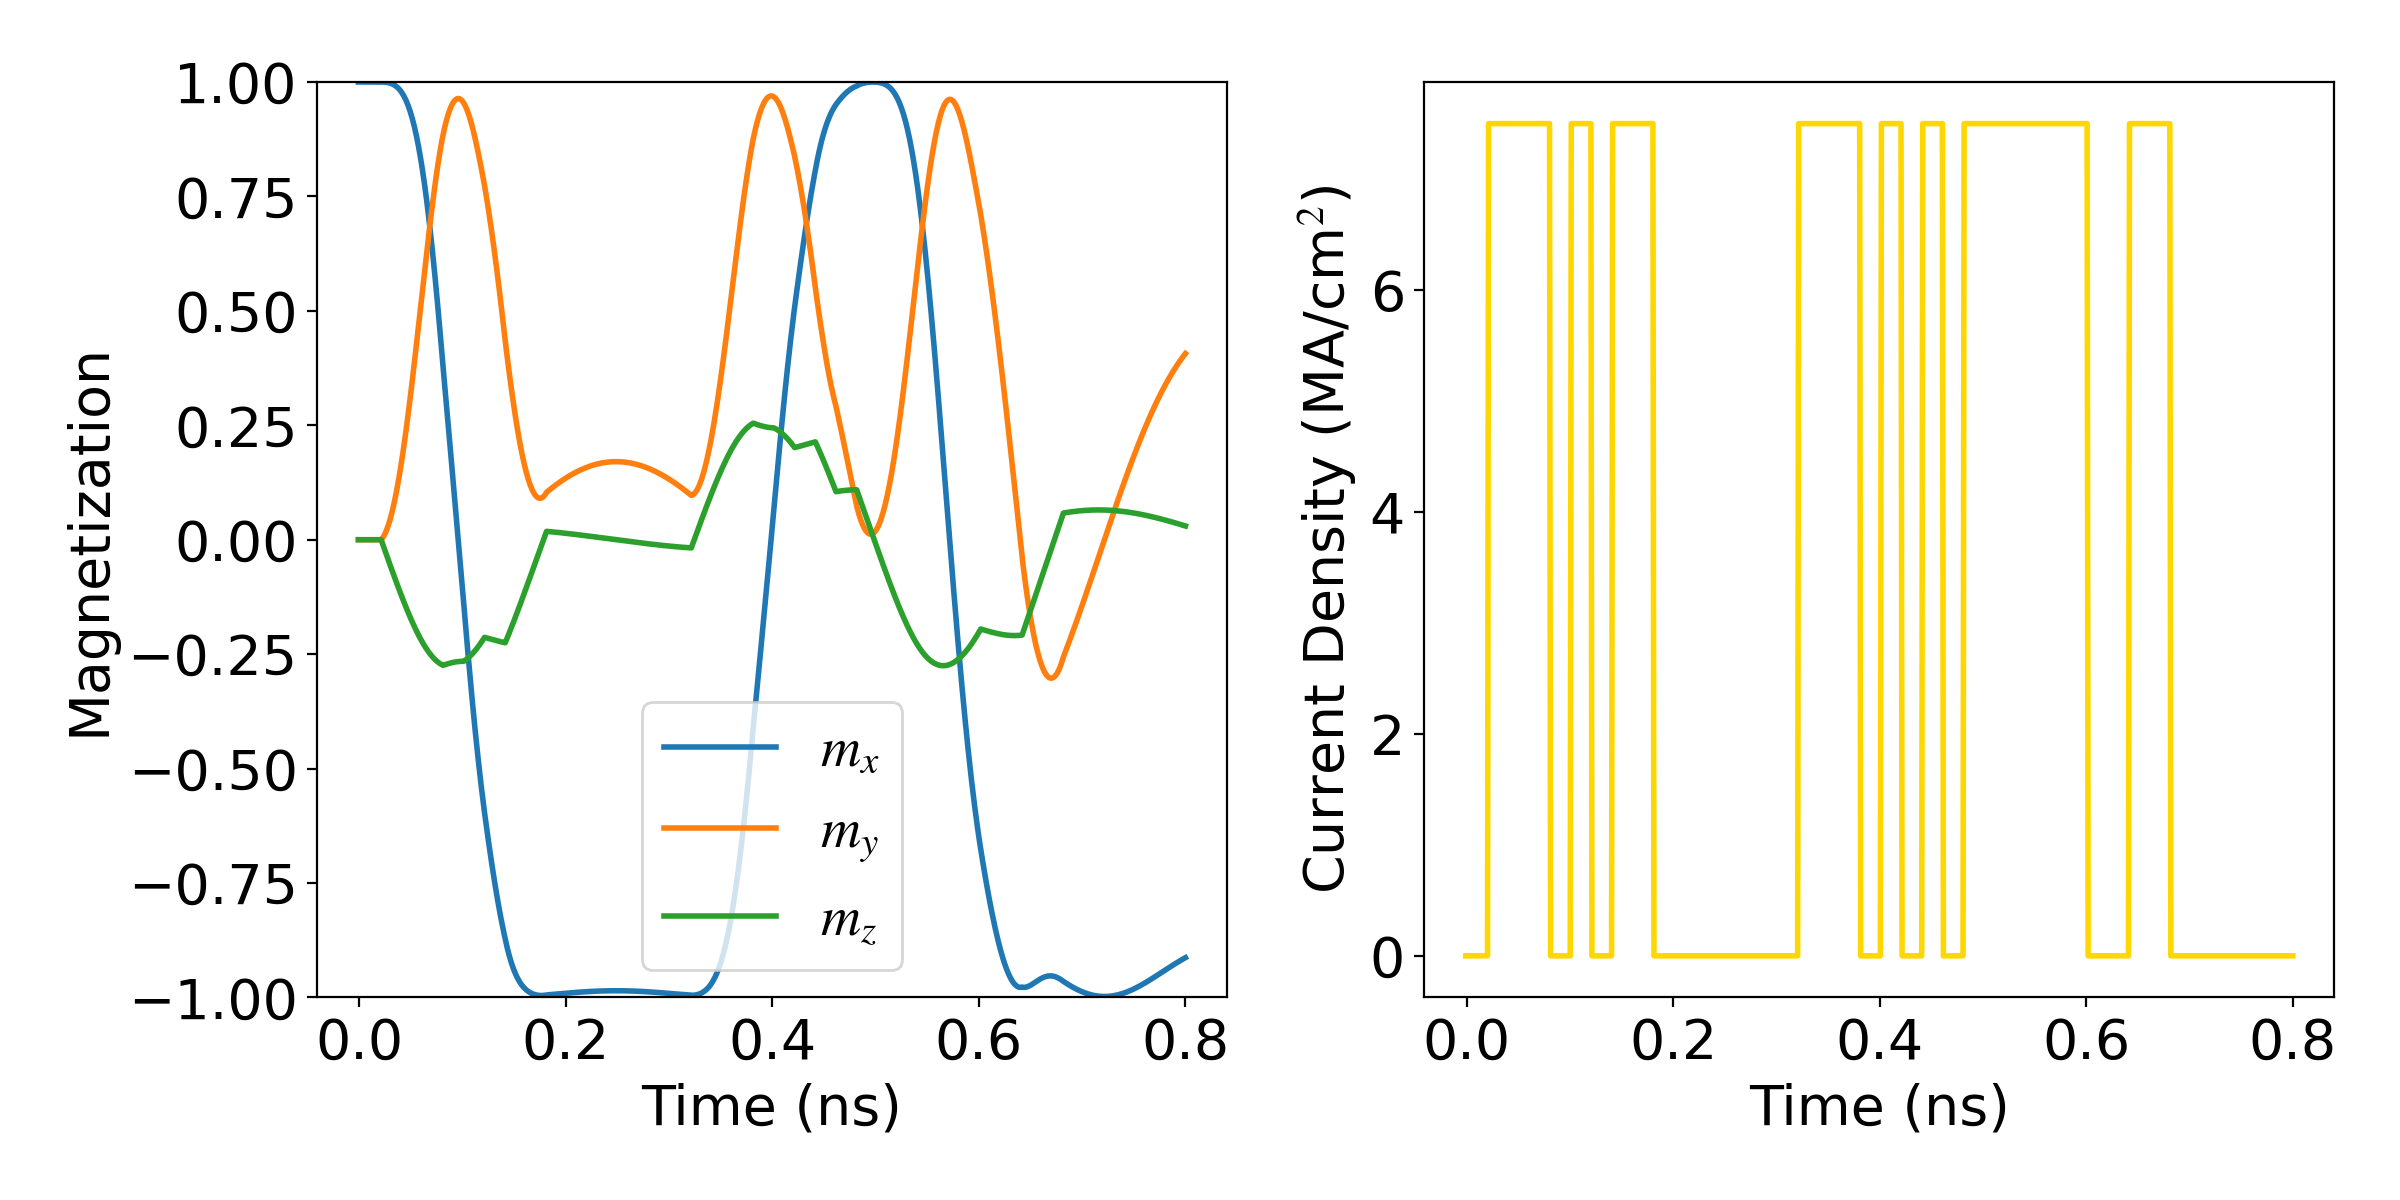 1.00
0.75
0.50
0.25
0.00
−0.25
−0.50
−0.75
−1.00
Magnetization
0.0 0.2 0.4 0.6 0.8
Time (ns)
m_x
m_y
m_z
6
4
2
0
Current Density (MA/cm²)
0.0 0.2 0.4 0.6 0.8
Time (ns)